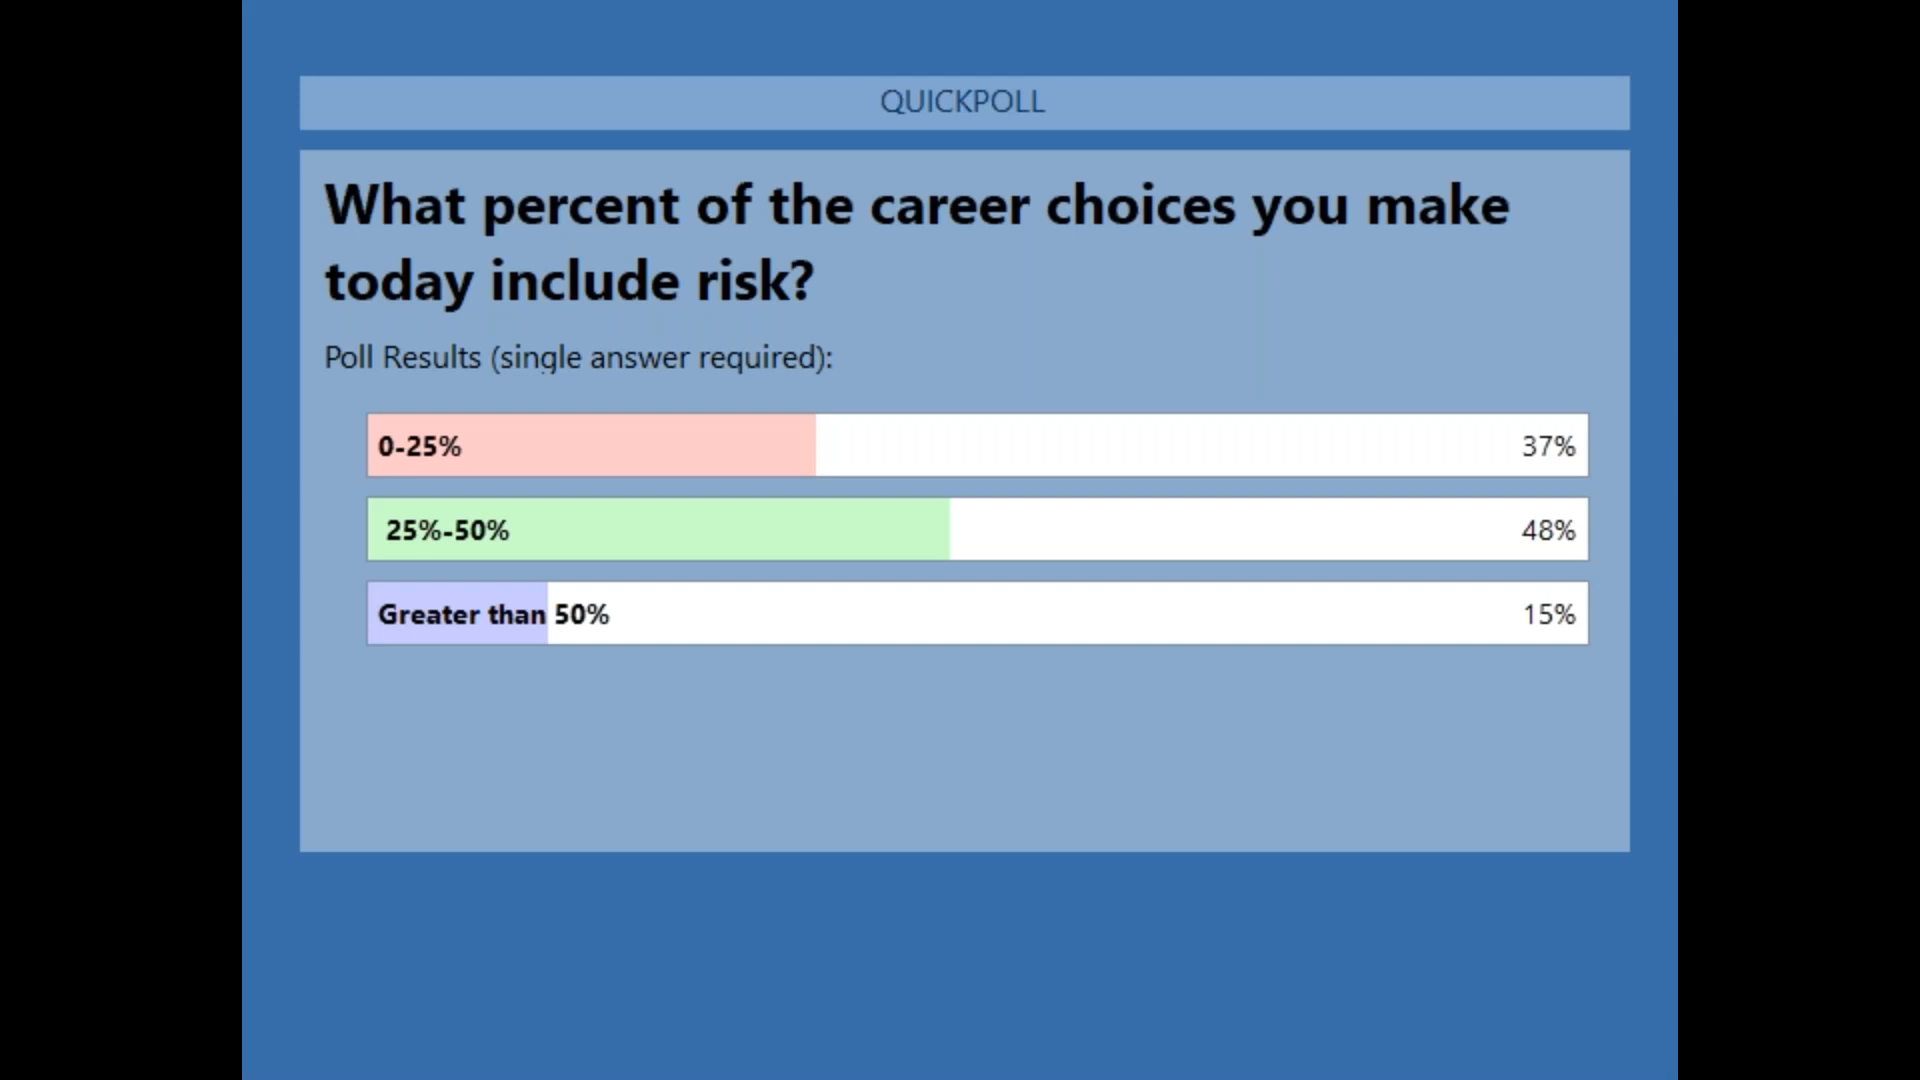 QUICKPOLL
What percent of the career choices you make
today include risk?
Poll Results (single answer required):
0-25% 37%
25%-50% 48%
Greater than 50% 15%